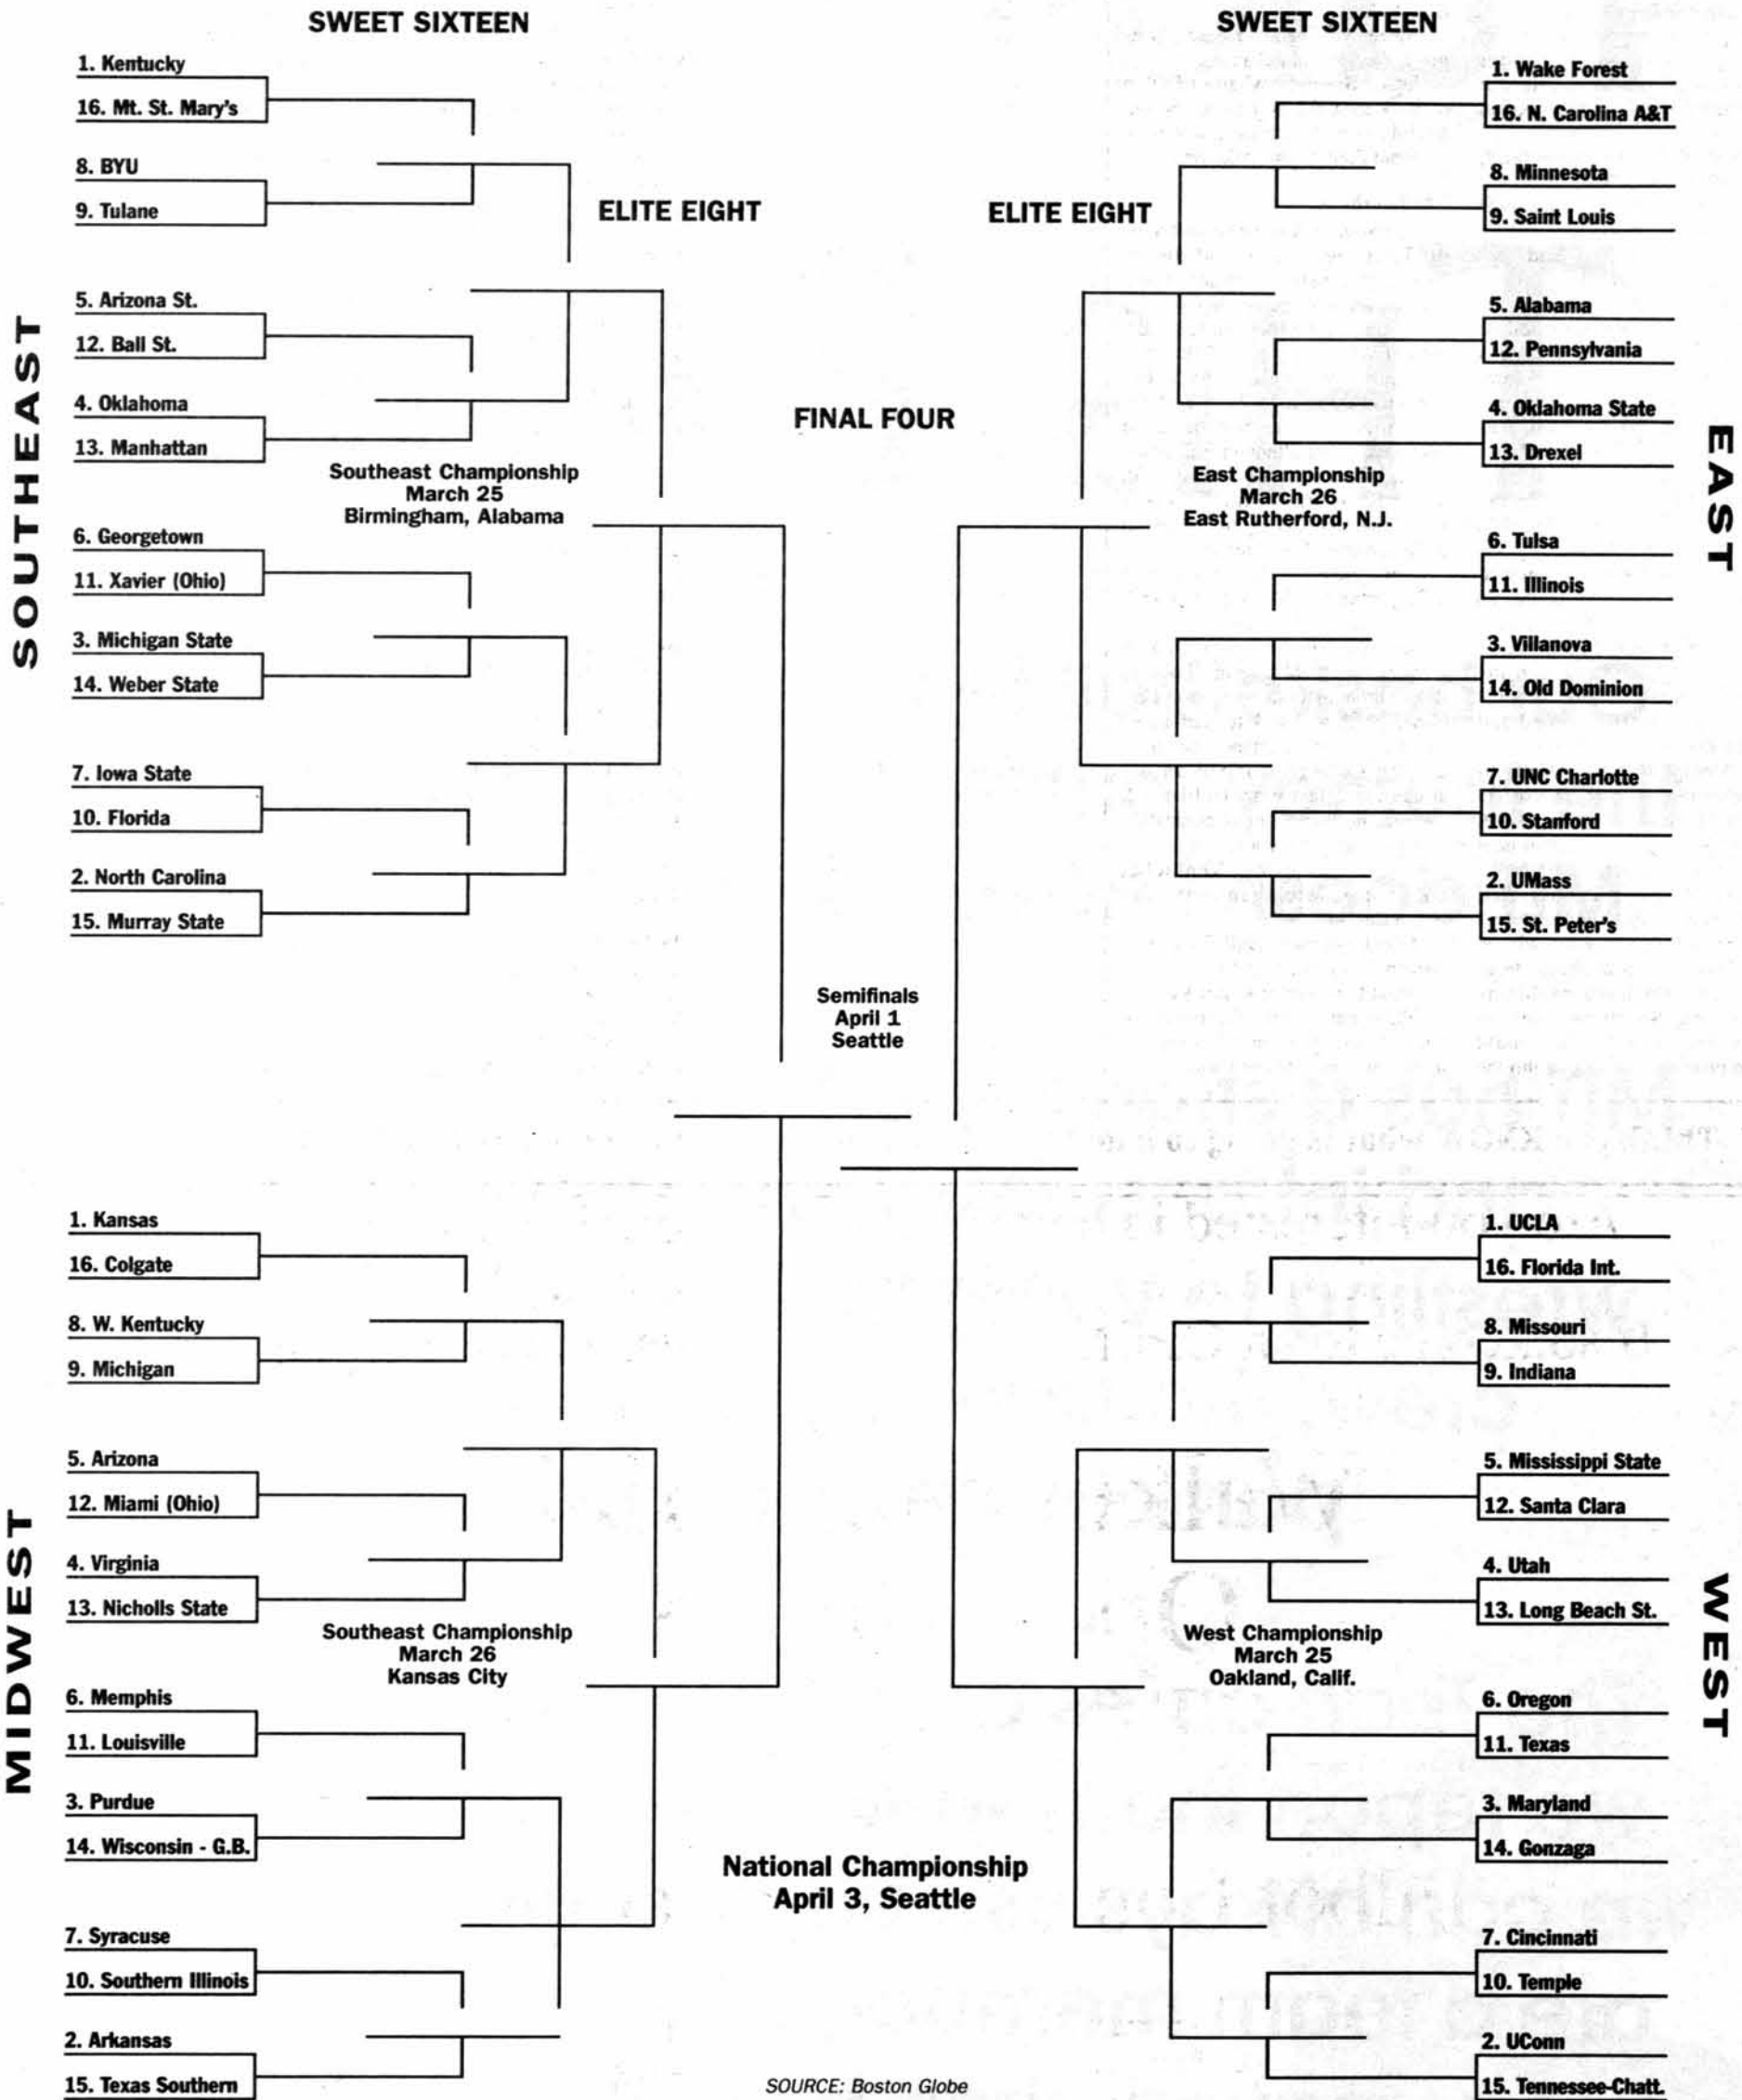 SWEET SIXTEEN
SOUTHEAST
1. Kentucky
16. Mt. St. Mary's
8. BYU
9. Tulane
ELITE EIGHT
5. Arizona St.
12. Ball St.
4. Oklahoma
13. Manhattan
Southeast Championship
March 25
Birmingham, Alabama
6. Georgetown
11. Xavier (Ohio)
3. Michigan State
14. Weber State
7. Iowa State
10. Florida
2. North Carolina
15. Murray State
FINAL FOUR
SWEET SIXTEEN
EAST
1. Wake Forest
16. N. Carolina A&T
8. Minnesota
9. Saint Louis
ELITE EIGHT
5. Alabama
12. Pennsylvania
4. Oklahoma State
13. Drexel
East Championship
March 26
East Rutherford, N.J.
6. Tulsa
11. Illinois
3. Villanova
14. Old Dominion
7. UNC Charlotte
10. Stanford
2. UMass
15. St. Peter's
Semifinals
April 1
Seattle
MIDWEST
1. Kansas
16. Colgate
8. W. Kentucky
9. Michigan
5. Arizona
12. Miami (Ohio)
4. Virginia
13. Nicholls State
Southeast Championship
March 26
Kansas City
6. Memphis
11. Louisville
3. Purdue
14. Wisconsin - G.B.
7. Syracuse
10. Southern Illinois
2. Arkansas
15. Texas Southern
WEST
1. UCLA
16. Florida Int.
8. Missouri
9. Indiana
5. Mississippi State
12. Santa Clara
4. Utah
13. Long Beach St.
West Championship
March 25
Oakland, Calif.
6. Oregon
11. Texas
3. Maryland
14. Gonzaga
7. Cincinnati
10. Temple
2. UConn
15. Tennessee-Chatt.
National Championship
April 3, Seattle
SOURCE: Boston Globe